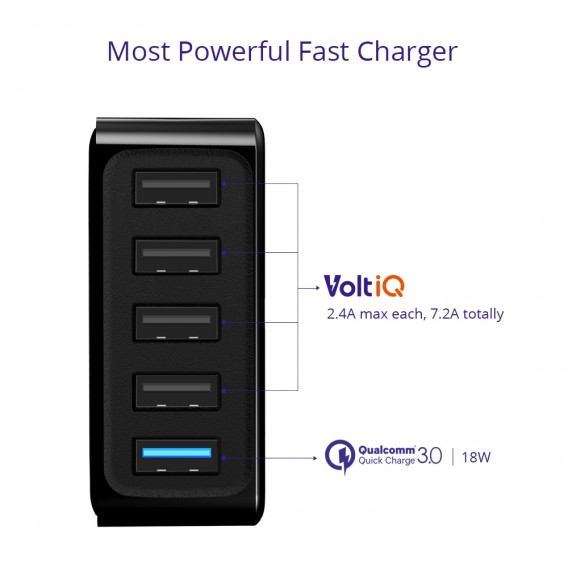 Most Powerful Fast Charger
VoltiQ
2.4A max each, 7.2A totally
Qualcomm
Quick Charge 3.0 | 18W